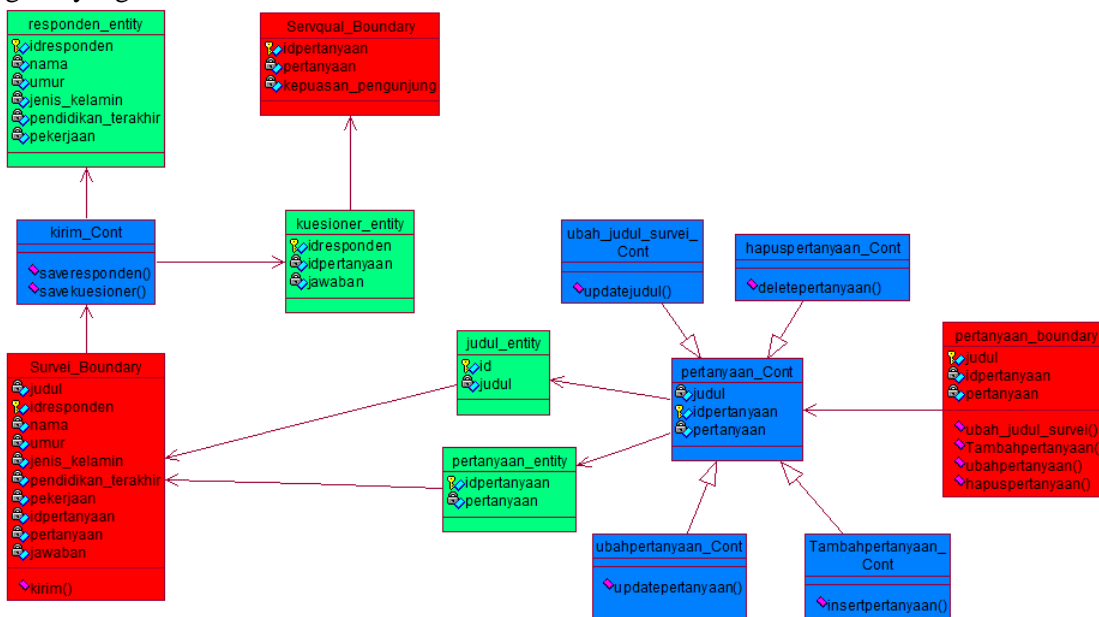 responden_entity
idresponden
nama
umur
jenis_kelamin
pendidikan_terakhir
pekerjaan
Servqual_Boundary
idpertanyaan
pertanyaan
kepuasan_pengunjung
kirim_Cont
saveresponden()
savekuesioner()
kuesioner_entity
idresponden
idpertanyaan
jawaban
ubah_judul_survei_
Cont
updatejudul()
hapuspertanyaan_Cont
deletepertanyaan()
Survei_Boundary
judul
idresponden
nama
umur
jenis_kelamin
pendidikan_terakhir
pekerjaan
idpertanyaan
pertanyaan
jawaban
kirim()
judul_entity
id
judul
pertanyaan_entity
idpertanyaan
pertanyaan
pertanyaan_Cont
judul
idpertanyaan
pertanyaan
pertanyaan_boundary
judul
idpertanyaan
pertanyaan
ubah_judul_survei()
Tambahpertanyaan(
ubahpertanyaan()
hapuspertanyaan()
ubahpertanyaan_Cont
updatepertanyaan()
Tambahpertanyaan_
Cont
insertpertanyaan()